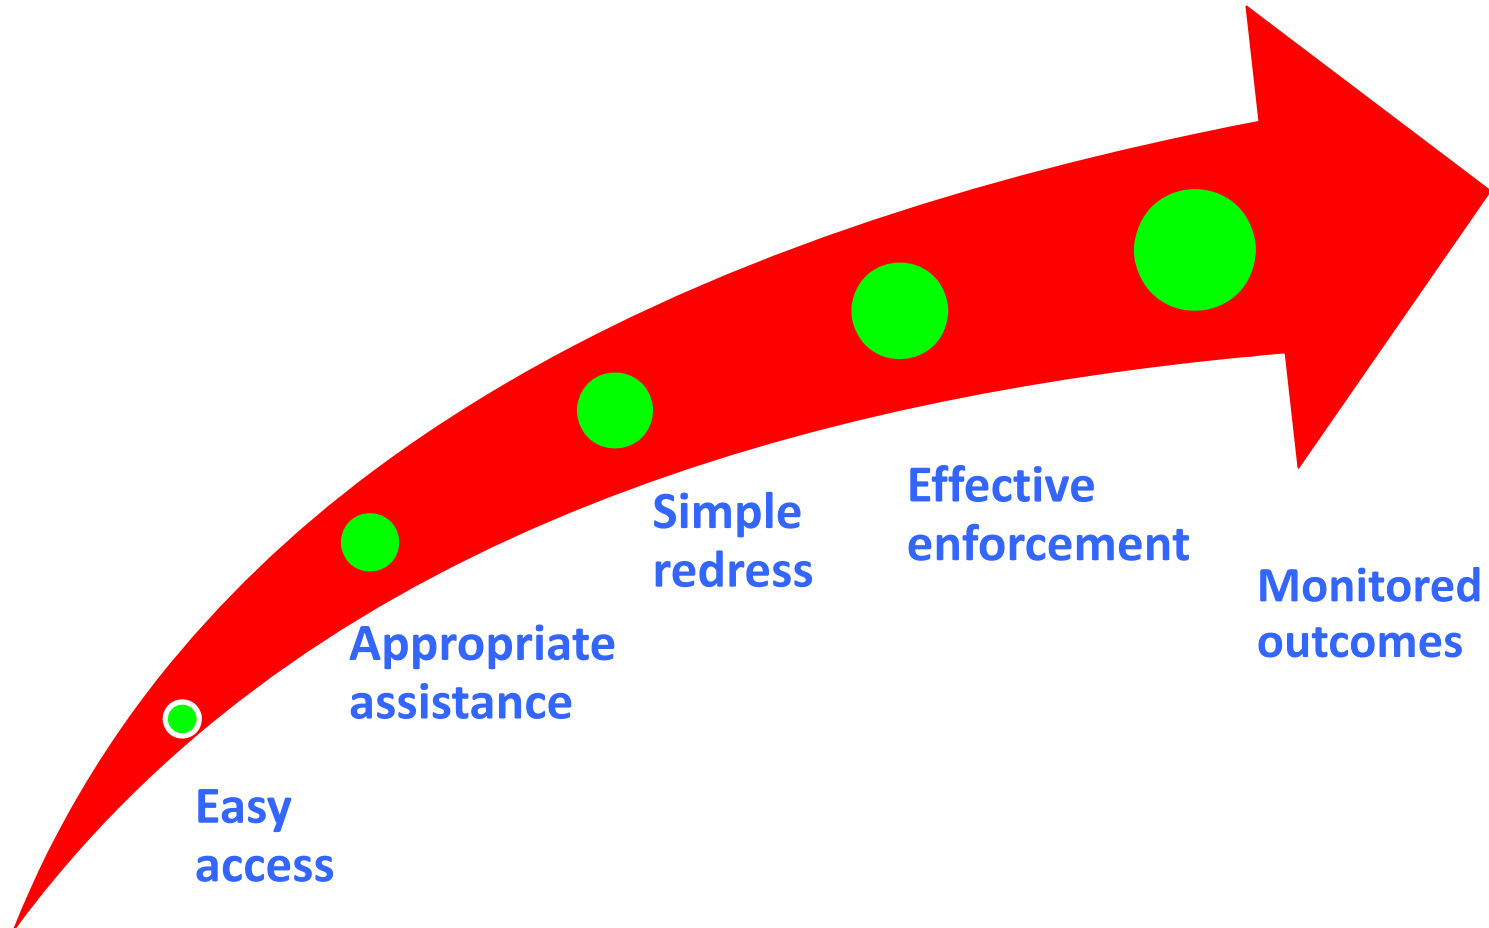 Easy
access
Appropriate
assistance
Simple
redress
Effective
enforcement
Monitored
outcomes